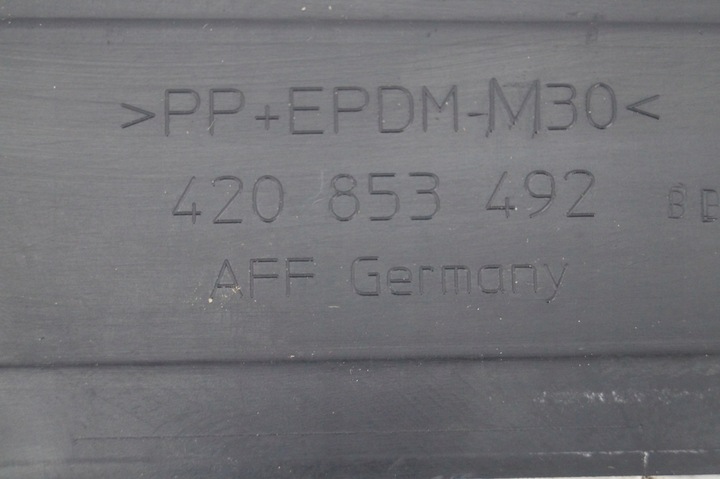 >PP+EPDM-M30<
420 853 492
AFF Germany